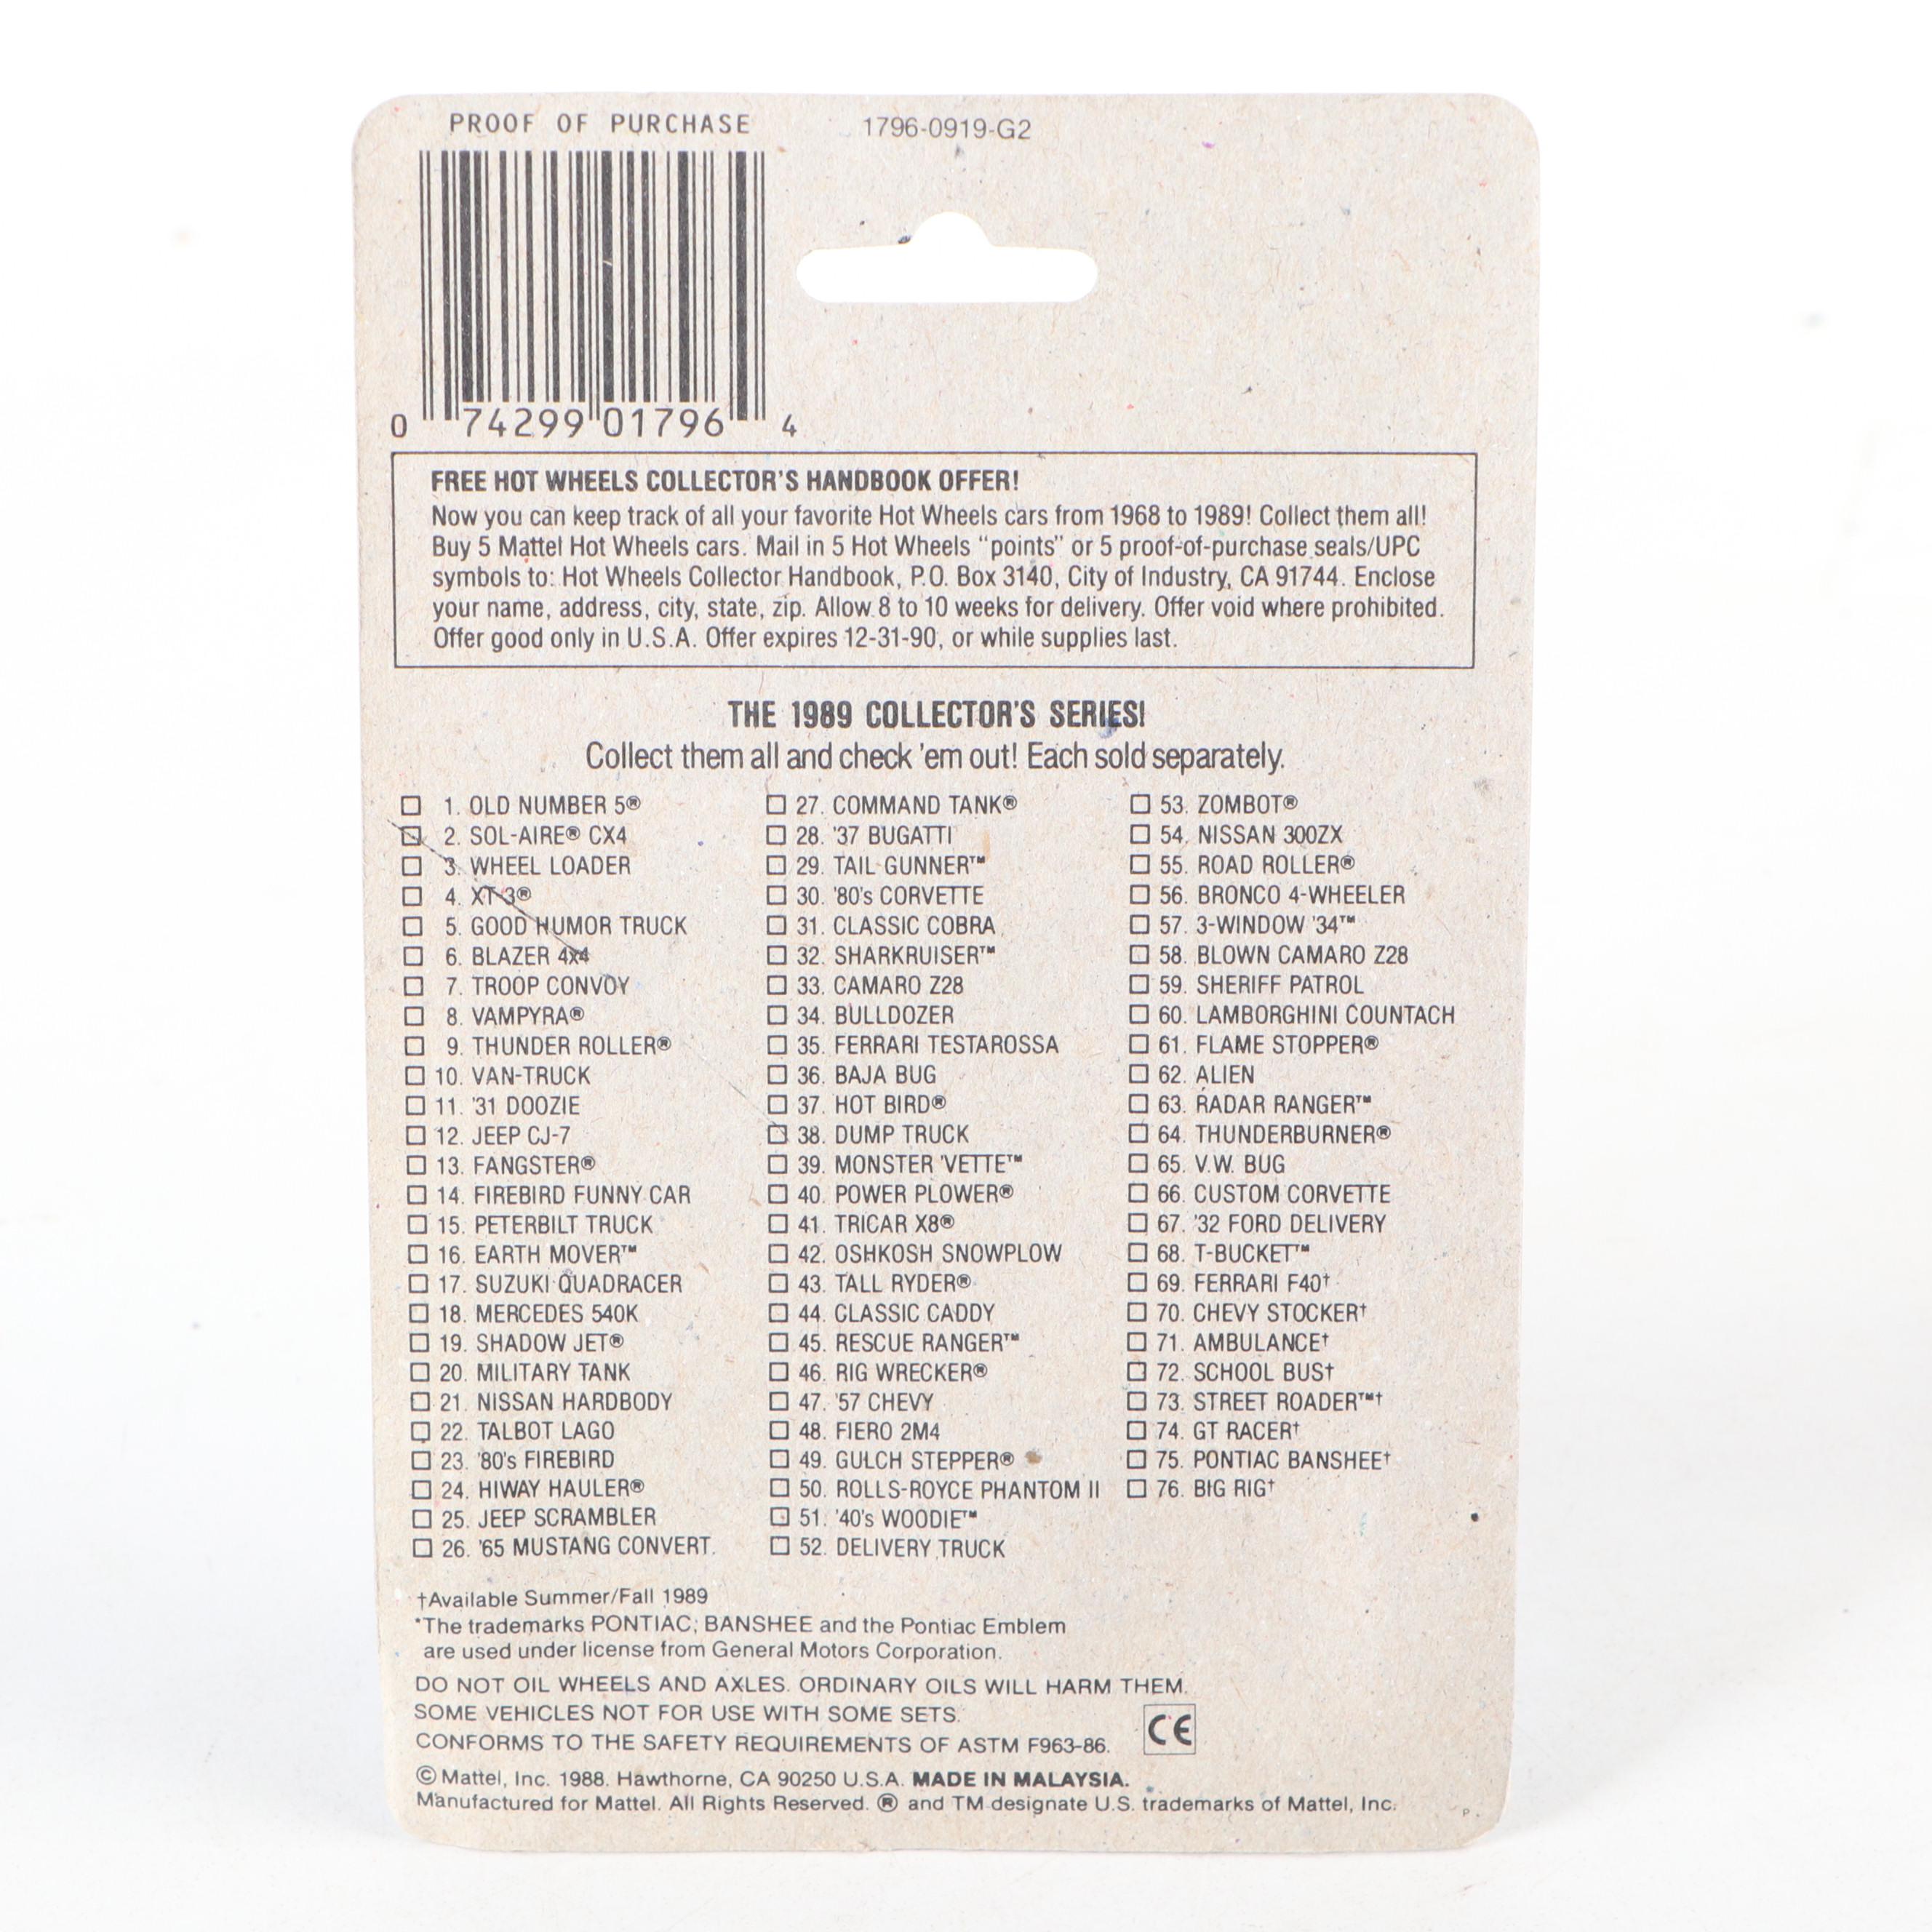 PROOF OF PURCHASE 1796-0919-G2
0 74299 01796 4
FREE HOT WHEELS COLLECTOR'S HANDBOOK OFFER!
Now you can keep track of all your favorite Hot Wheels cars from 1968 to 1989! Collect them all!
Buy 5 Mattel Hot Wheels cars. Mail in 5 Hot Wheels "points" or 5 proof-of-purchase seals/UPC
symbols to: Hot Wheels Collector Handbook, P.O. Box 3140, City of Industry, CA 91744. Enclose
your name, address, city, state, zip. Allow 8 to 10 weeks for delivery. Offer void where prohibited.
Offer good only in U.S.A. Offer expires 12-31-90, or while supplies last.
THE 1989 COLLECTOR'S SERIES!
Collect them all and check 'em out! Each sold separately.
1. OLD NUMBER 5®
2. SOL-AIRE® CX4
3. WHEEL LOADER
4. XT-3®
5. GOOD HUMOR TRUCK
6. BLAZER 4x4
7. TROOP CONVOY
8. VAMPYRA®
9. THUNDER ROLLER®
10. VAN-TRUCK
11. '31 DOOZIE
12. JEEP CJ-7
13. FANGSTER®
14. FIREBIRD FUNNY CAR
15. PETERBILT TRUCK
16. EARTH MOVER™
17. SUZUKI QUADRACER
18. MERCEDES 540K
19. SHADOW JET®
20. MILITARY TANK
21. NISSAN HARDBODY
22. TALBOT LAGO
23. '80's FIREBIRD
24. HIWAY HAULER®
25. JEEP SCRAMBLER
26. '65 MUSTANG CONVERT.
27. COMMAND TANK®
28. '37 BUGATTI
29. TAIL GUNNER™
30. '80's CORVETTE
31. CLASSIC COBRA
32. SHARKRUISER™
33. CAMARO Z28
34. BULLDOZER
35. FERRARI TESTAROSSA
36. BAJA BUG
37. HOT BIRD®
38. DUMP TRUCK
39. MONSTER 'VETTE™
40. POWER PLOWER®
41. TRICAR X8®
42. OSHKOSH SNOWPLOW
43. TALL RYDER®
44. CLASSIC CADDY
45. RESCUE RANGER™
46. RIG WRECKER®
47. '57 CHEVY
48. FIERO 2M4
49. GULCH STEPPER®
50. ROLLS-ROYCE PHANTOM II
51. '40's WOODIE™
52. DELIVERY TRUCK
53. ZOMBOT®
54. NISSAN 300ZX
55. ROAD ROLLER®
56. BRONCO 4-WHEELER
57. 3-WINDOW '34™
58. BLOWN CAMARO Z28
59. SHERIFF PATROL
60. LAMBORGHINI COUNTACH
61. FLAME STOPPER®
62. ALIEN
63. RADAR RANGER™
64. THUNDERBURNER®
65. V.W. BUG
66. CUSTOM CORVETTE
67. '32 FORD DELIVERY
68. T-BUCKET™
69. FERRARI F40†
70. CHEVY STOCKER†
71. AMBULANCE†
72. SCHOOL BUS†
73. STREET ROADER™†
74. GT RACER†
75. PONTIAC BANSHEE†
76. BIG RIG†
†Available Summer/Fall 1989
*The trademarks PONTIAC, BANSHEE and the Pontiac Emblem
are used under license from General Motors Corporation.
DO NOT OIL WHEELS AND AXLES. ORDINARY OILS WILL HARM THEM.
SOME VEHICLES NOT FOR USE WITH SOME SETS.
CONFORMS TO THE SAFETY REQUIREMENTS OF ASTM F963-86. CE
© Mattel, Inc. 1988. Hawthorne, CA 90250 U.S.A. MADE IN MALAYSIA.
Manufactured for Mattel. All Rights Reserved. ® and TM designate U.S. trademarks of Mattel, Inc.
P.